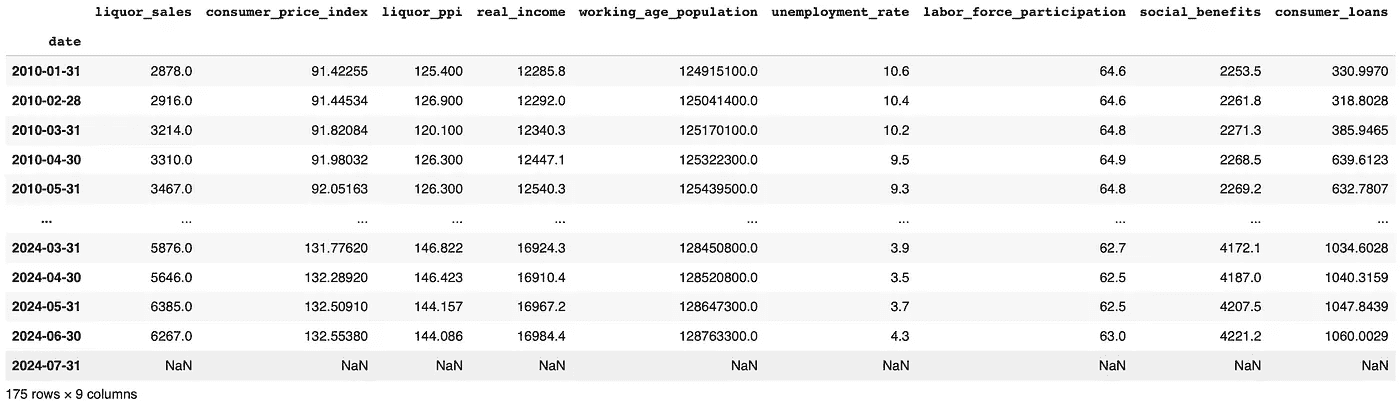 liquor_sales consumer_price_index liquor_ppi real_income working_age_population unemployment_rate labor_force_participation social_benefits consumer_loans
date
2010-01-31 2878.0 91.42255 125.400 12285.8 124915100.0 10.6 64.6 2253.5 330.9970
2010-02-28 2916.0 91.44534 126.900 12292.0 125041400.0 10.4 64.6 2261.8 318.8028
2010-03-31 3214.0 91.82084 120.100 12340.3 125170100.0 10.2 64.8 2271.3 385.9465
2010-04-30 3310.0 91.98032 126.300 12447.1 125322300.0 9.5 64.9 2268.5 639.6123
2010-05-31 3467.0 92.05163 126.300 12540.3 125439500.0 9.3 64.8 2269.2 632.7807
... ... ... ... ... ... ... ... ... ...
2024-03-31 5876.0 131.77620 146.822 16924.3 128450800.0 3.9 62.7 4172.1 1034.6028
2024-04-30 5646.0 132.28920 146.423 16910.4 128520800.0 3.5 62.5 4187.0 1040.3159
2024-05-31 6385.0 132.50910 144.157 16967.2 128647300.0 3.7 62.5 4207.5 1047.8439
2024-06-30 6267.0 132.55380 144.086 16984.4 128763300.0 4.3 63.0 4221.2 1060.0029
2024-07-31 NaN NaN NaN NaN NaN NaN NaN NaN NaN
175 rows × 9 columns